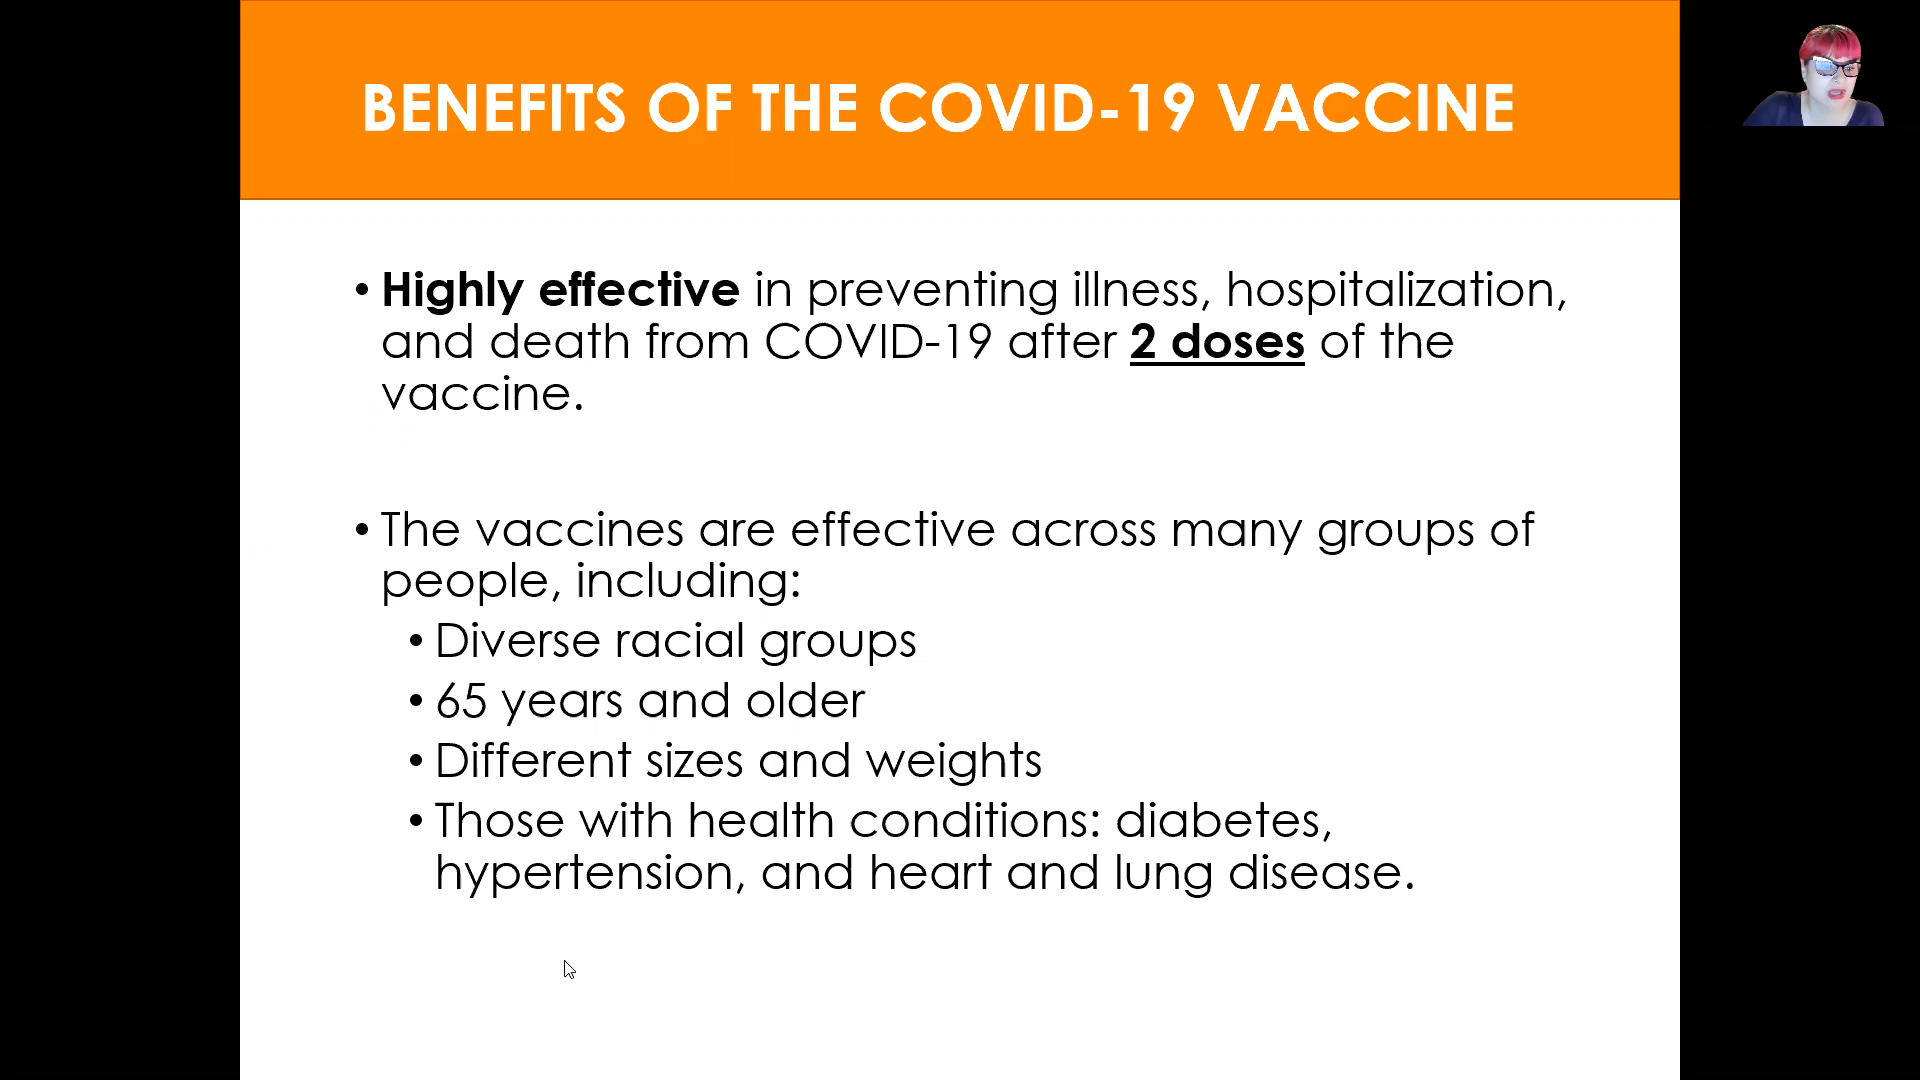 BENEFITS OF THE COVID-19 VACCINE
• Highly effective in preventing illness, hospitalization,
and death from COVID-19 after 2 doses of the
vaccine.
• The vaccines are effective across many groups of
people, including:
• Diverse racial groups
• 65 years and older
• Different sizes and weights
• Those with health conditions: diabetes,
hypertension, and heart and lung disease.